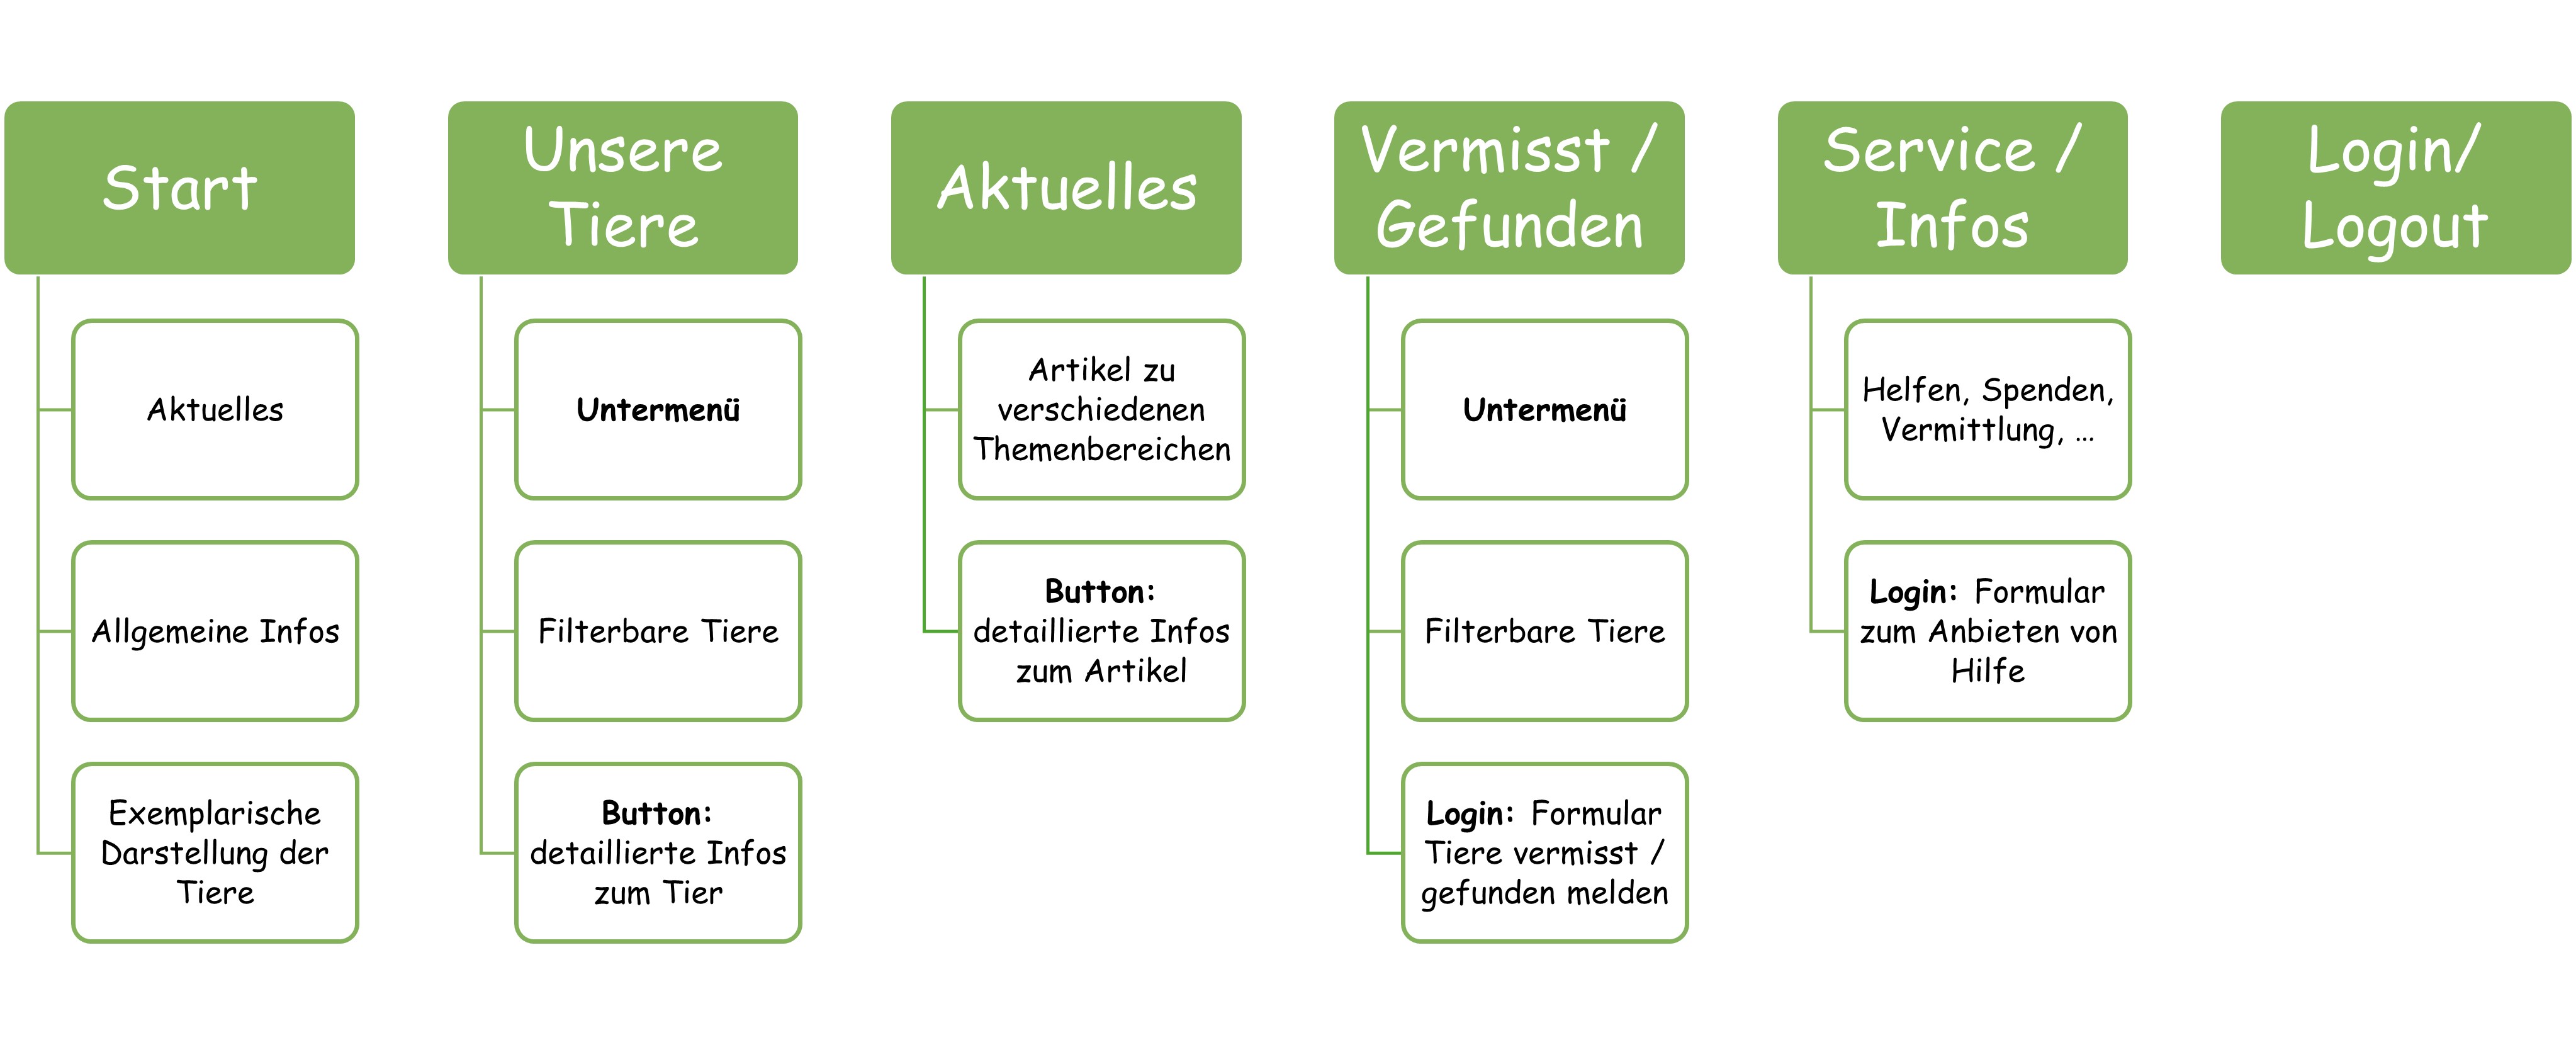 Start
Aktuelles
Allgemeine Infos
Exemplarische
Darstellung der
Tiere
Unsere
Tiere
Untermenü
Filterbare Tiere
Button:
detaillierte Infos
zum Tier
Aktuelles
Artikel zu
verschiedenen
Themenbereichen
Button:
detaillierte Infos
zum Artikel
Vermisst /
Gefunden
Untermenü
Filterbare Tiere
Login: Formular
Tiere vermisst /
gefunden melden
Service /
Infos
Helfen, Spenden,
Vermittlung, ...
Login: Formular
zum Anbieten von
Hilfe
Login/
Logout